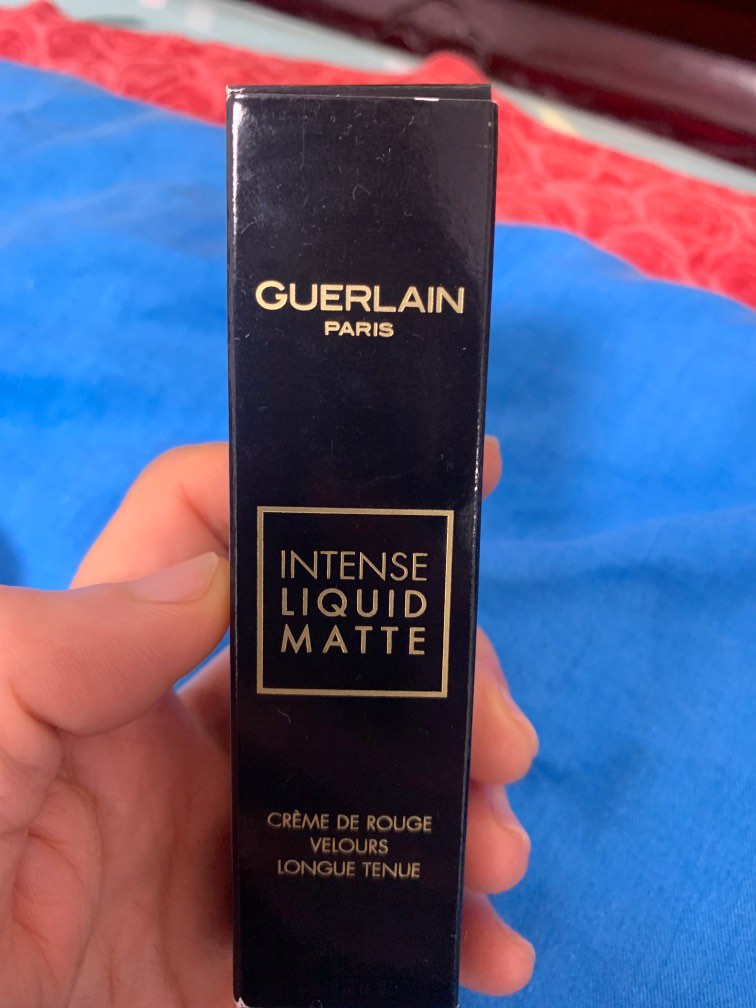 GUERLAIN
PARIS
INTENSE
LIQUID
MATTE
CRÈME DE ROUGE
VELOURS
LONGUE TENUE